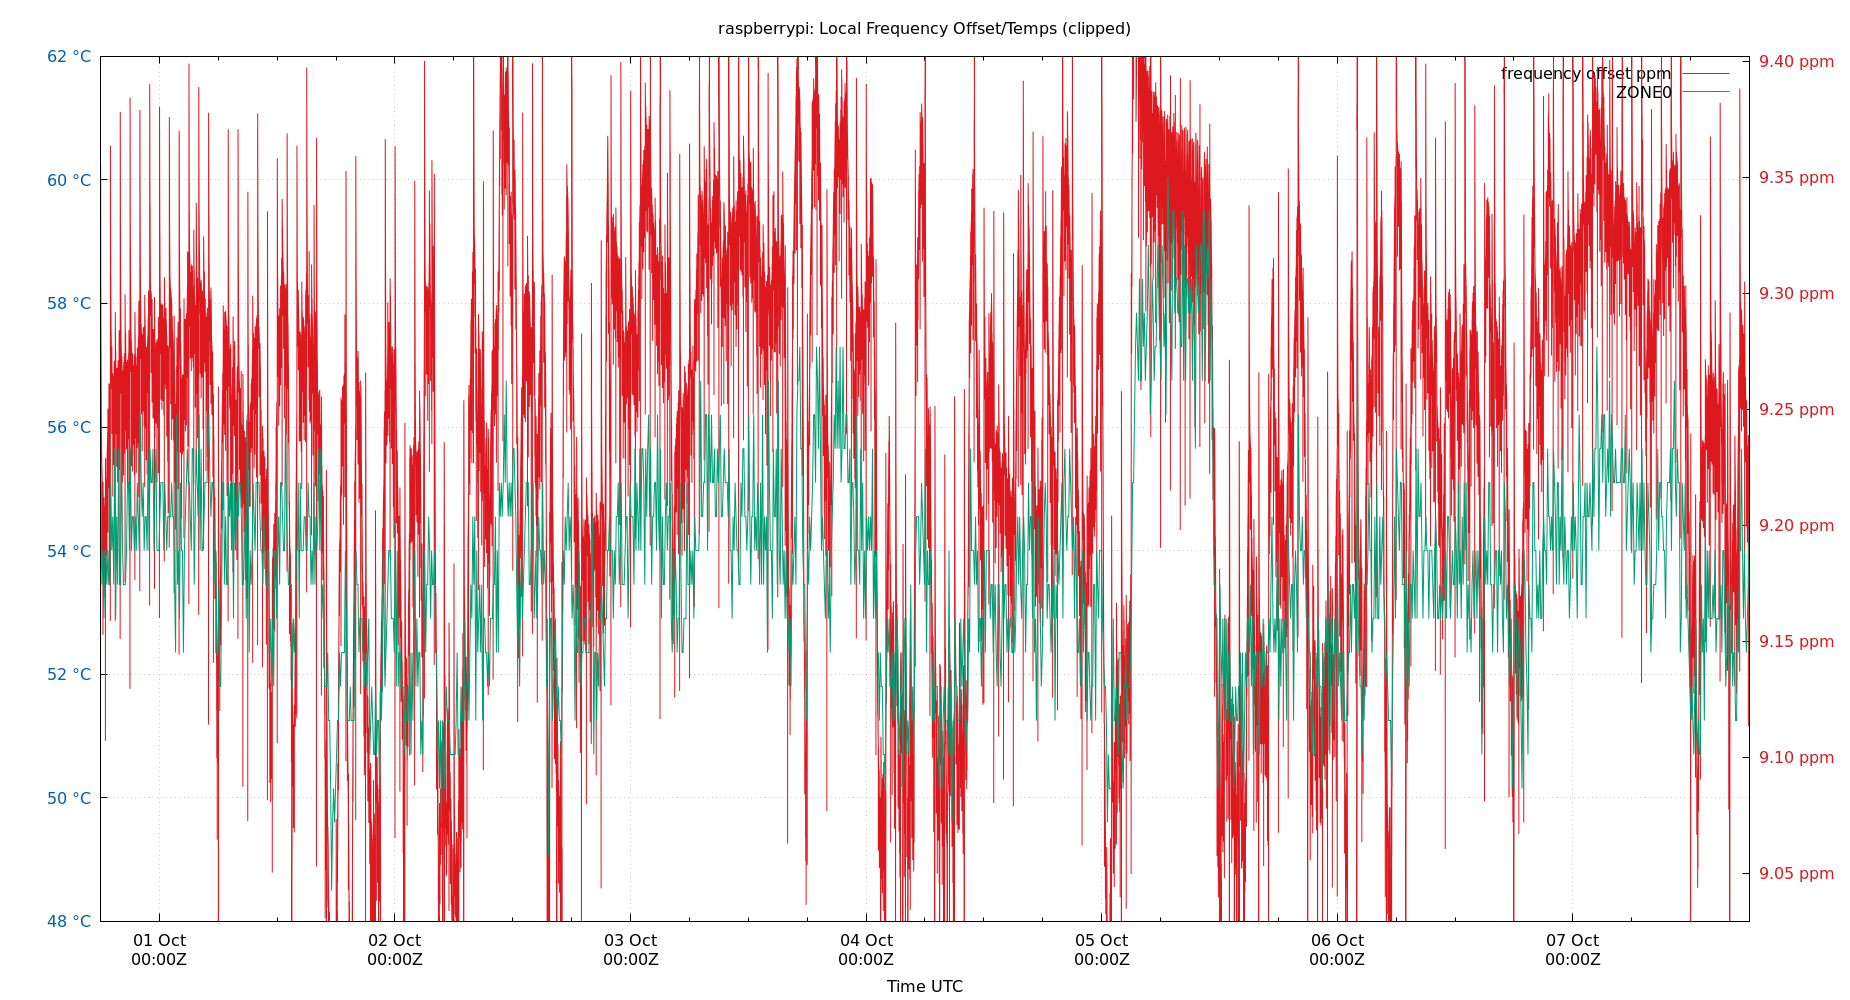 raspberrypi: Local Frequency Offset/Temps (clipped)
62 °C
60 °C
58 °C
56 °C
54 °C
52 °C
50 °C
48 °C
frequency offset ppm
ZONE0
9.40 ppm
9.35 ppm
9.30 ppm
9.25 ppm
9.20 ppm
9.15 ppm
9.10 ppm
9.05 ppm
01 Oct 02 Oct 03 Oct 04 Oct 05 Oct 06 Oct 07 Oct
00:00Z 00:00Z 00:00Z 00:00Z 00:00Z 00:00Z 00:00Z
Time UTC